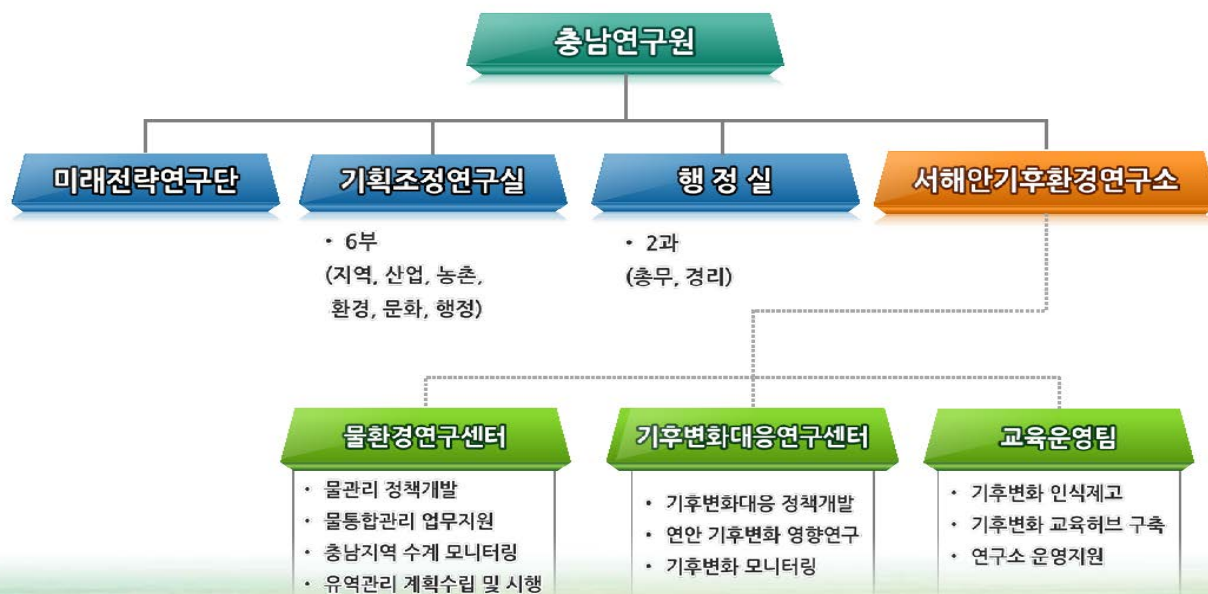 충남연구원
미래전략연구단
기획조정연구실
행정실
서해안기후환경연구소
• 6부
(지역, 산업, 농촌,
환경, 문화, 행정)
• 2과
(총무, 경리)
물환경연구센터
• 물관리 정책개발
• 물통합관리 업무지원
• 충남지역 수계 모니터링
• 유역관리 계획수립 및 시행
기후변화대응연구센터
• 기후변화대응 정책개발
• 연안 기후변화 영향연구
• 기후변화 모니터링
교육운영팀
• 기후변화 인식제고
• 기후변화 교육허브 구축
• 연구소 운영지원